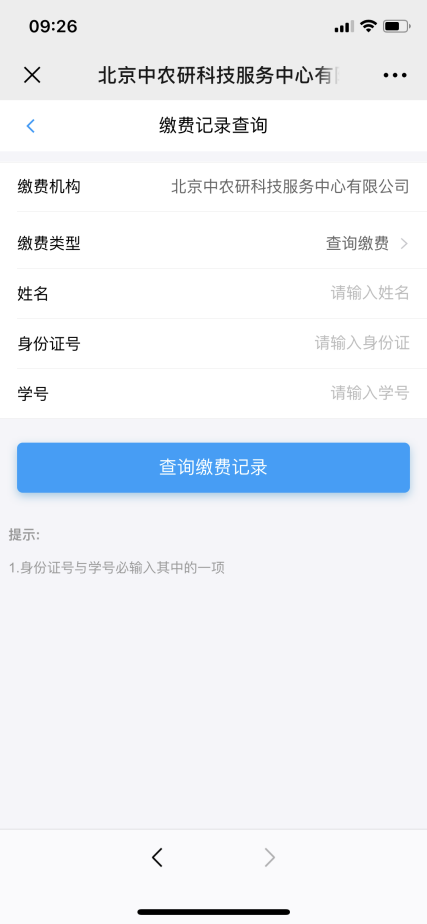 09:26
北京中农研科技服务中心有
缴费记录查询
缴费机构
北京中农研科技服务中心有限公司
缴费类型
查询缴费
姓名
请输入姓名
身份证号
请输入身份证
学号
请输入学号
查询缴费记录
提示:
1.身份证号与学号必输入其中的一项